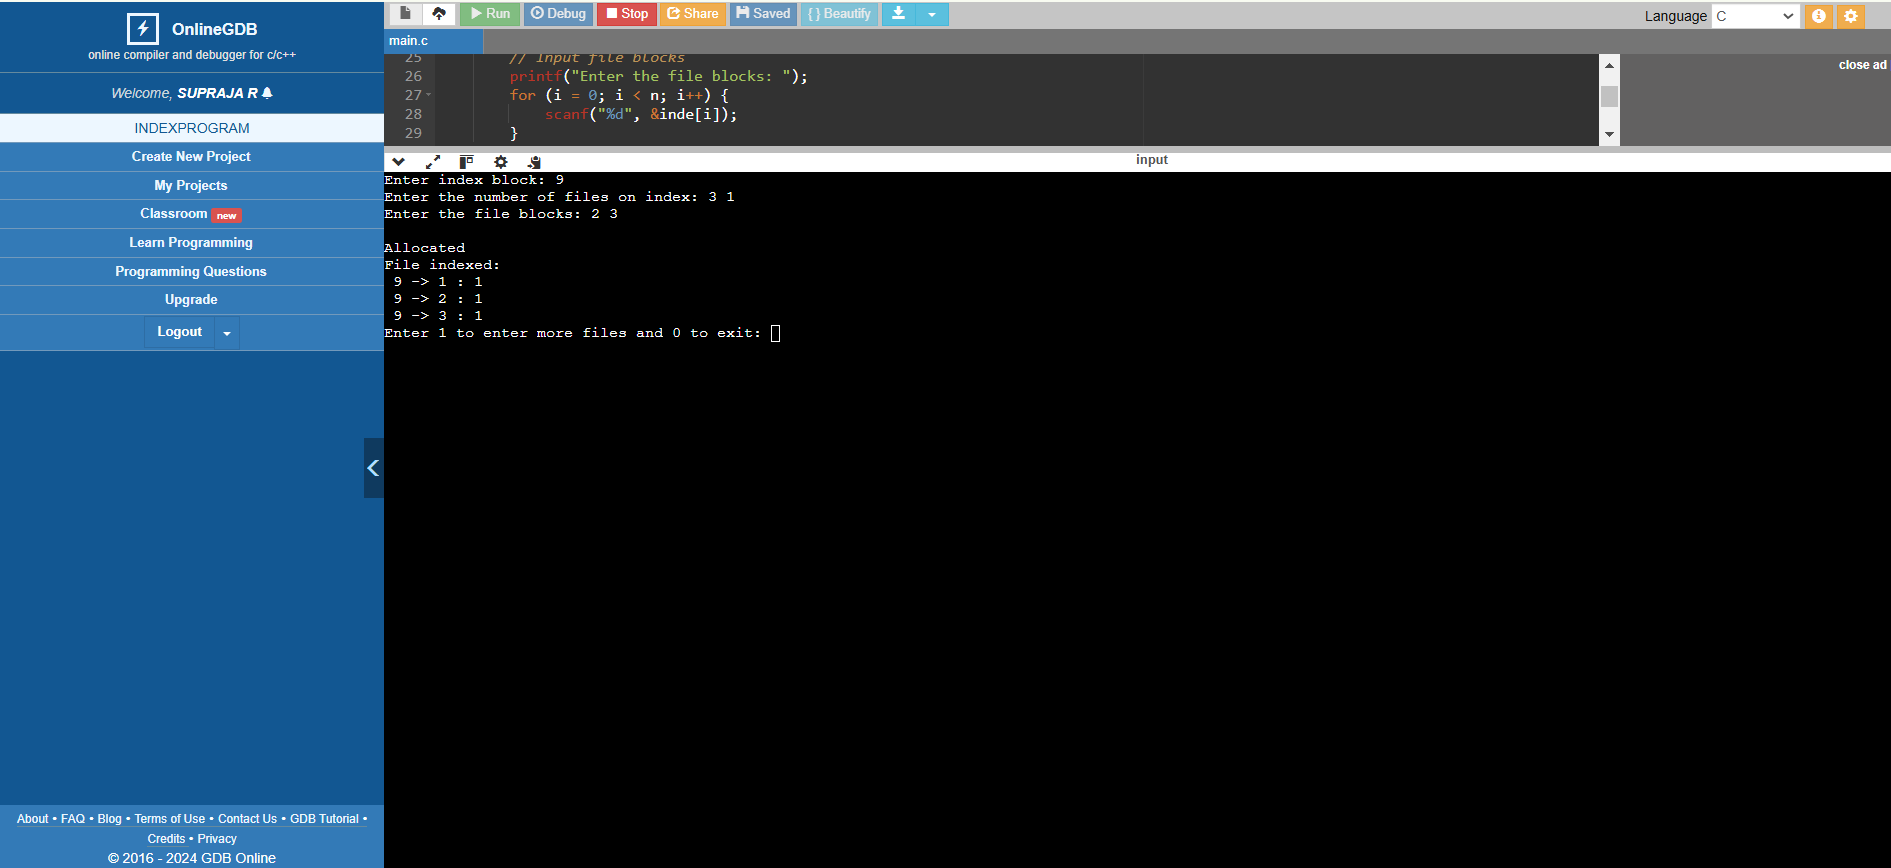 OnlineGDB
online compiler and debugger for c/c++
Welcome, SUPRAJA R
INDEXPROGRAM
Create New Project
My Projects
Classroom new
Learn Programming
Programming Questions
Upgrade
Logout
About • FAQ • Blog • Terms of Use • Contact Us • GDB Tutorial •
Credits • Privacy
© 2016 - 2024 GDB Online
Run Debug Stop Share Saved {} Beautify
Language C
main.c
close ad
25 // Input file blocks
26 printf("Enter the file blocks: ");
27 for (i = 0; i < n; i++) {
28 scanf("%d", &inde[i]);
29 }
input
Enter index block: 9
Enter the number of files on index: 3 1
Enter the file blocks: 2 3
Allocated
File indexed:
9 -> 1 : 1
9 -> 2 : 1
9 -> 3 : 1
Enter 1 to enter more files and 0 to exit: